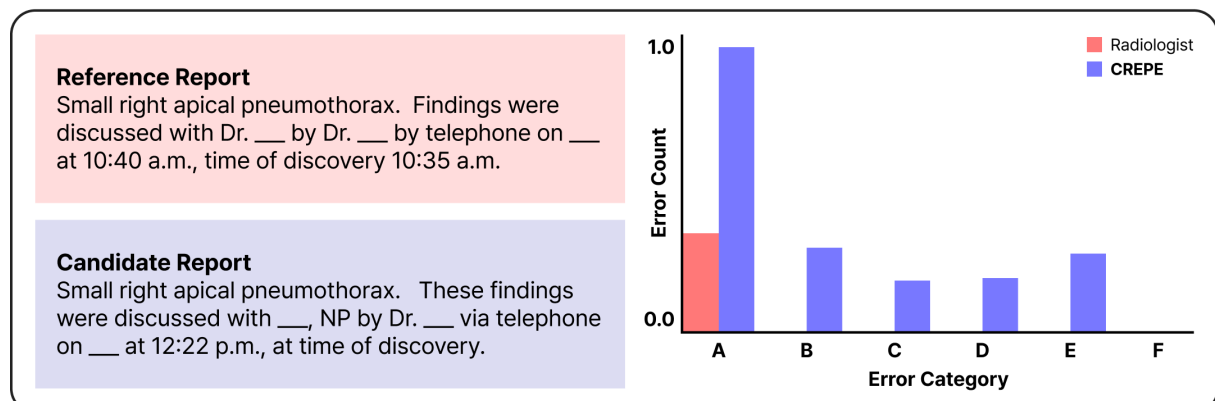 Reference Report
Small right apical pneumothorax.  Findings were
discussed with Dr. ___ by Dr. ___ by telephone on ___
at 10:40 a.m., time of discovery 10:35 a.m.
Candidate Report
Small right apical pneumothorax.   These findings
were discussed with ___, NP by Dr. ___ via telephone
on ___ at 12:22 p.m., at time of discovery.
1.0
Error Count
0.0
Radiologist
CREPE
A B C D E F
Error Category